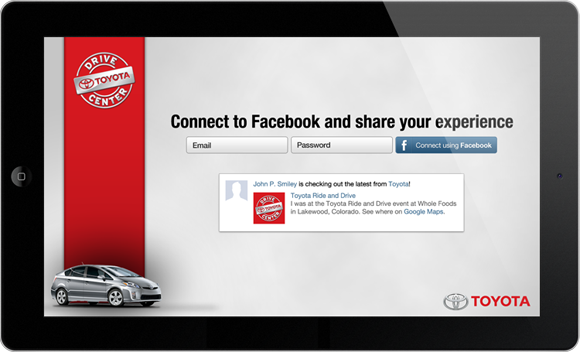 DRIVE
TOYOTA
CENTER
Connect to Facebook and share your experience
Email
Password
f Connect using Facebook
John P. Smiley is checking out the latest from Toyota!
Toyota Ride and Drive
I was at the Toyota Ride and Drive event at Whole Foods
in Lakewood, Colorado. See where on Google Maps.
DRIVE
TOYOTA
CENTER
TOYOTA